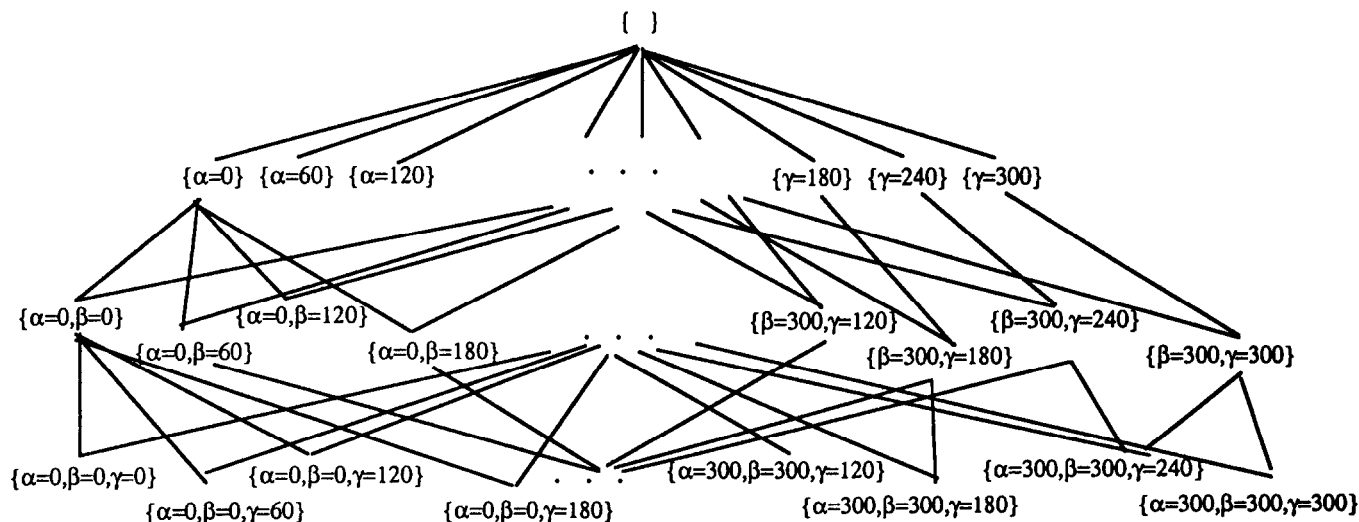 { }
{α=0} {α=60} {α=120} . . . {γ=180} {γ=240} {γ=300}
{α=0,β=0} {α=0,β=120} {β=300,γ=120} {β=300,γ=240}
{α=0,β=60} {α=0,β=180} . . . {β=300,γ=180} {β=300,γ=300}
{α=0,β=0,γ=0} {α=0,β=0,γ=120} {α=300,β=300,γ=120} {α=300,β=300,γ=240}
{α=0,β=0,γ=60} {α=0,β=0,γ=180} . . . {α=300,β=300,γ=180} {α=300,β=300,γ=300}